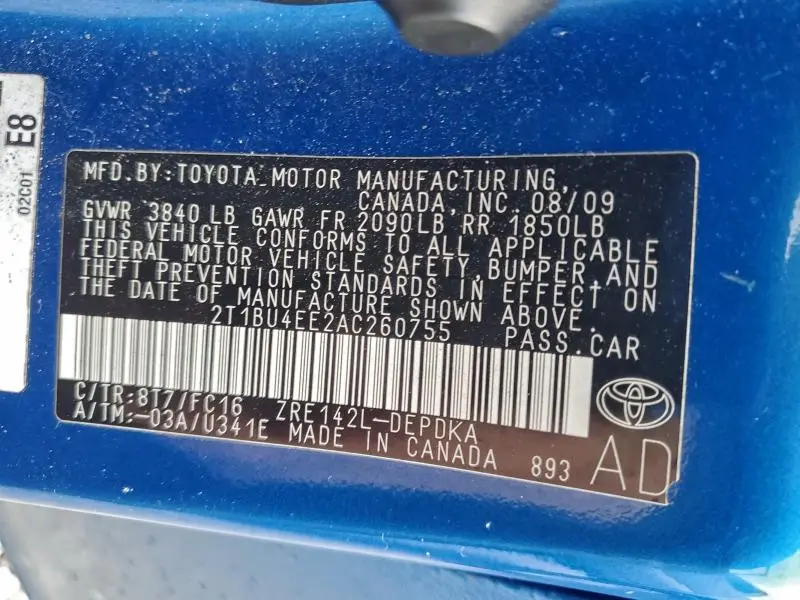 E8
02C01
MFD.BY:TOYOTA MOTOR MANUFACTURING,
CANADA,INC. 08/09
GVWR 3840 LB GAWR FR 2090LB RR 1850LB
THIS VEHICLE CONFORMS TO ALL APPLICABLE
FEDERAL MOTOR VEHICLE SAFETY,BUMPER,AND
THEFT PREVENTION STANDARDS IN EFFECT ON
THE DATE OF MANUFACTURE SHOWN ABOVE.
2T1BU4EE2AC260755 PASS.CAR
C/TR:8T7/FC16 ZRE142L-DEPDKA
A/TM:-03A/U341E MADE IN CANADA 893
AD